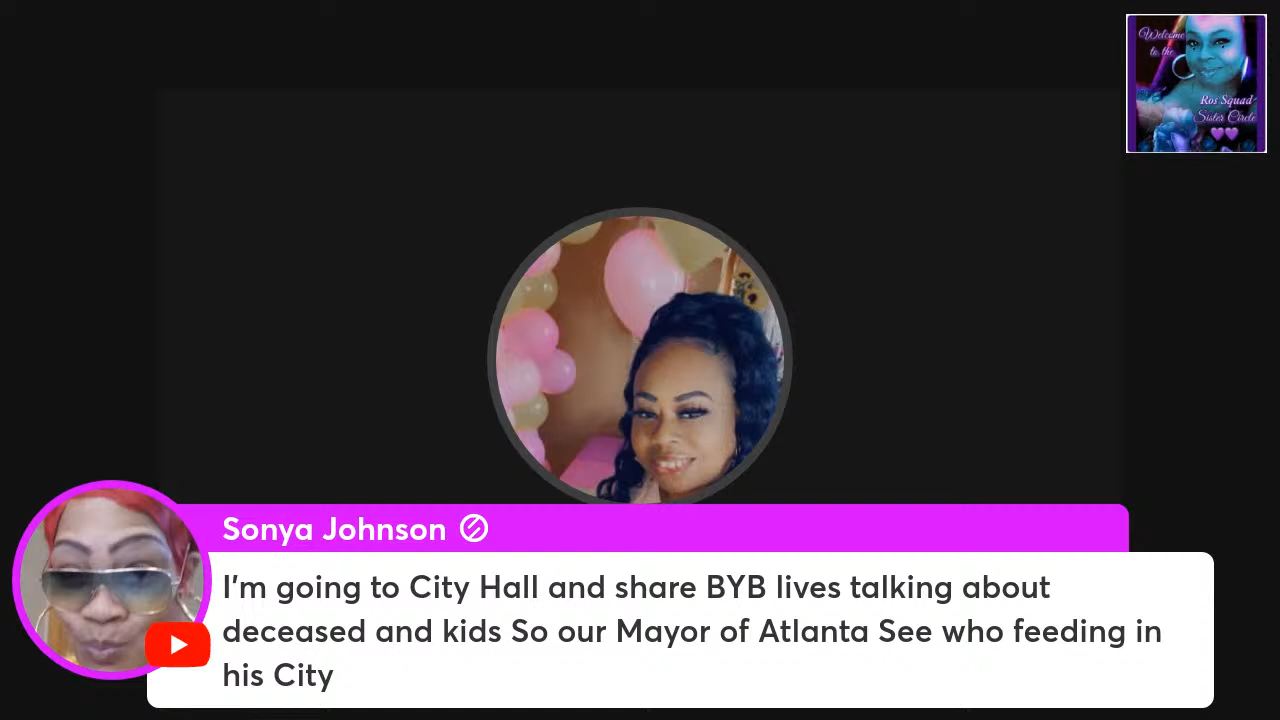 Welcome
to the
Ros Squad
Sister Circle
Sonya Johnson
I'm going to City Hall and share BYB lives talking about
deceased and kids So our Mayor of Atlanta See who feeding in
his City